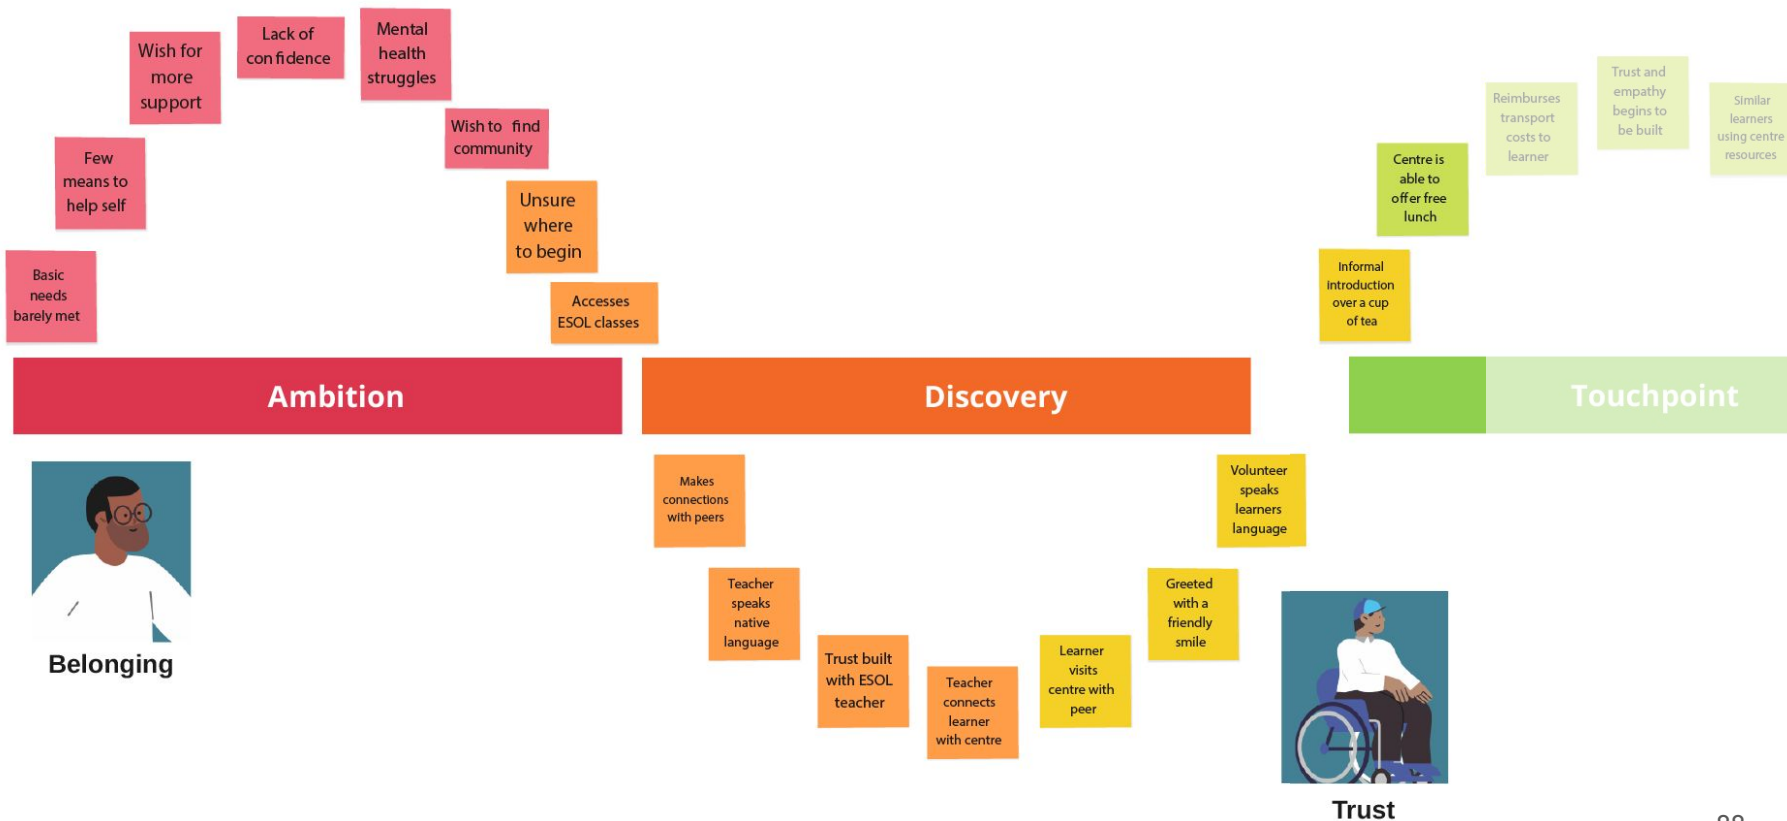 Basic
needs
barely met
Few
means to
help self
Wish for
more
support
Lack of
confidence
Mental
health
struggles
Wish to find
community
Unsure
where
to begin
Accesses
ESOL classes
Ambition
Discovery
Touchpoint
Makes
connections
with peers
Teacher
speaks
native
language
Trust built
with ESOL
teacher
Teacher
connects
learner
with centre
Learner
visits
centre with
peer
Greeted
with a
friendly
smile
Volunteer
speaks
learners
language
Informal
introduction
over a cup
of tea
Centre is
able to
offer free
lunch
Reimburses
transport
costs to
learner
Trust and
empathy
begins to
be built
Similar
learners
using centre
resources
Belonging
Trust